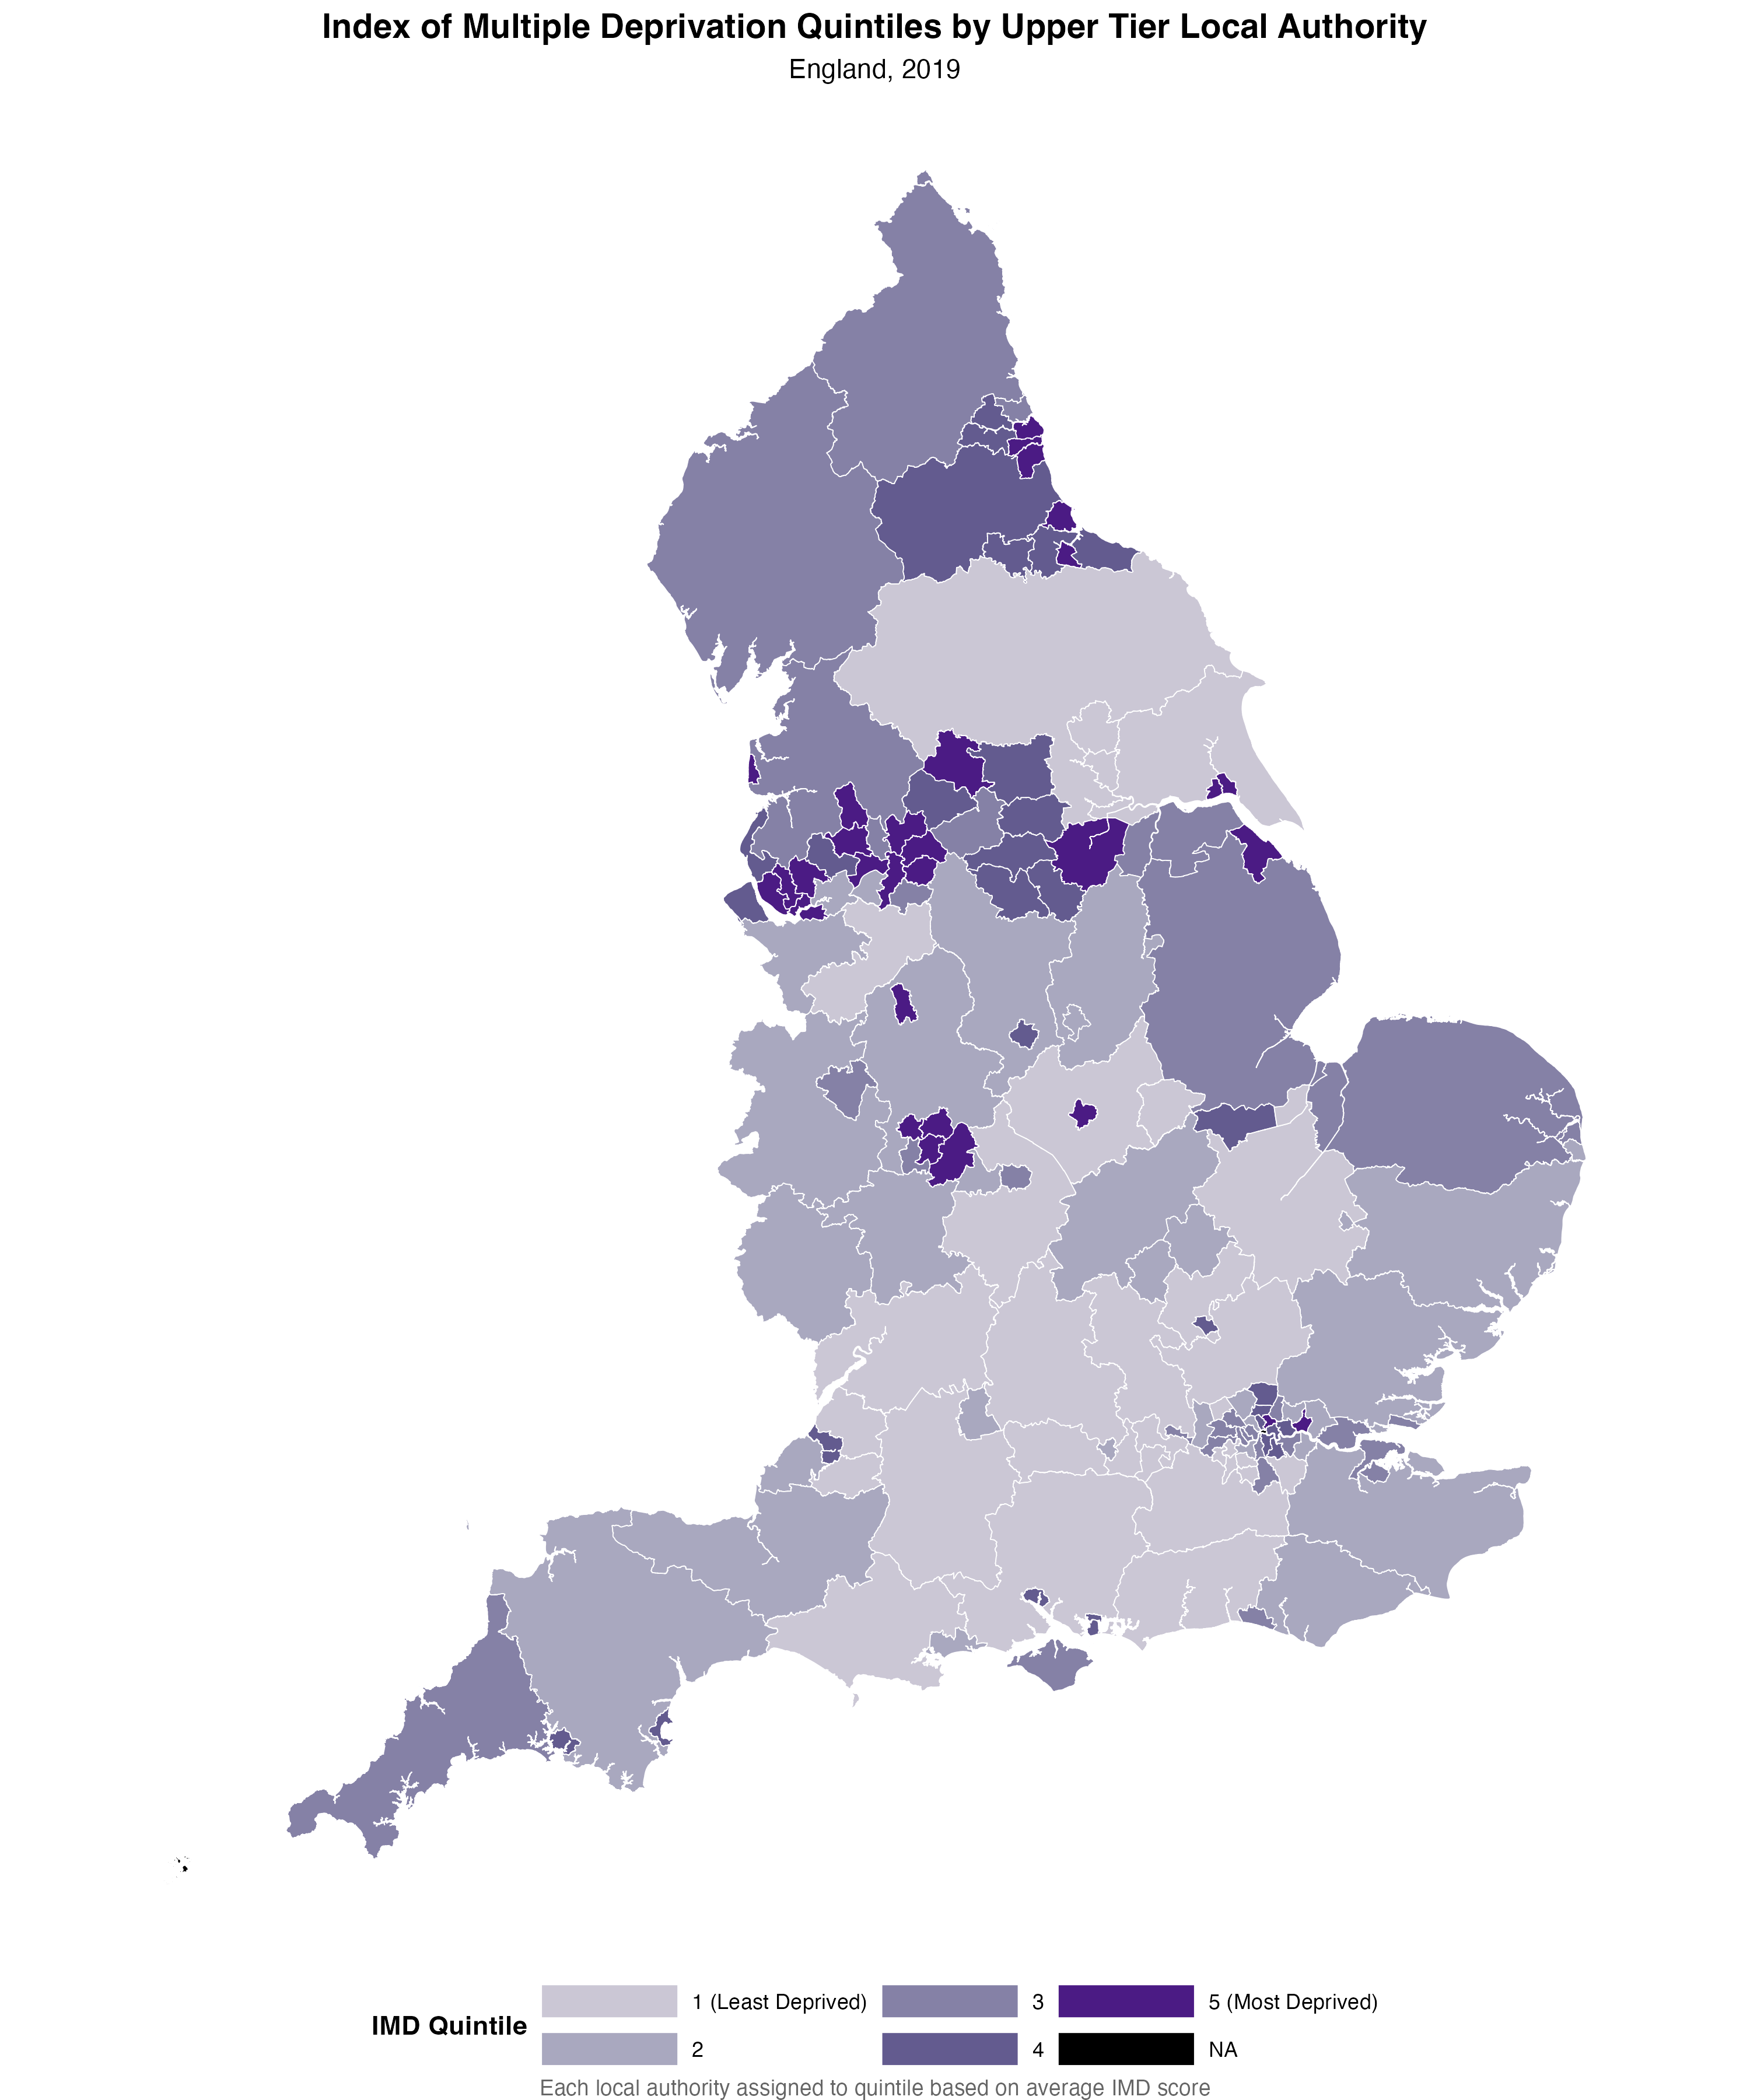 Index of Multiple Deprivation Quintiles by Upper Tier Local Authority
England, 2019
IMD Quintile
1 (Least Deprived)
2
3
4
5 (Most Deprived)
NA
Each local authority assigned to quintile based on average IMD score